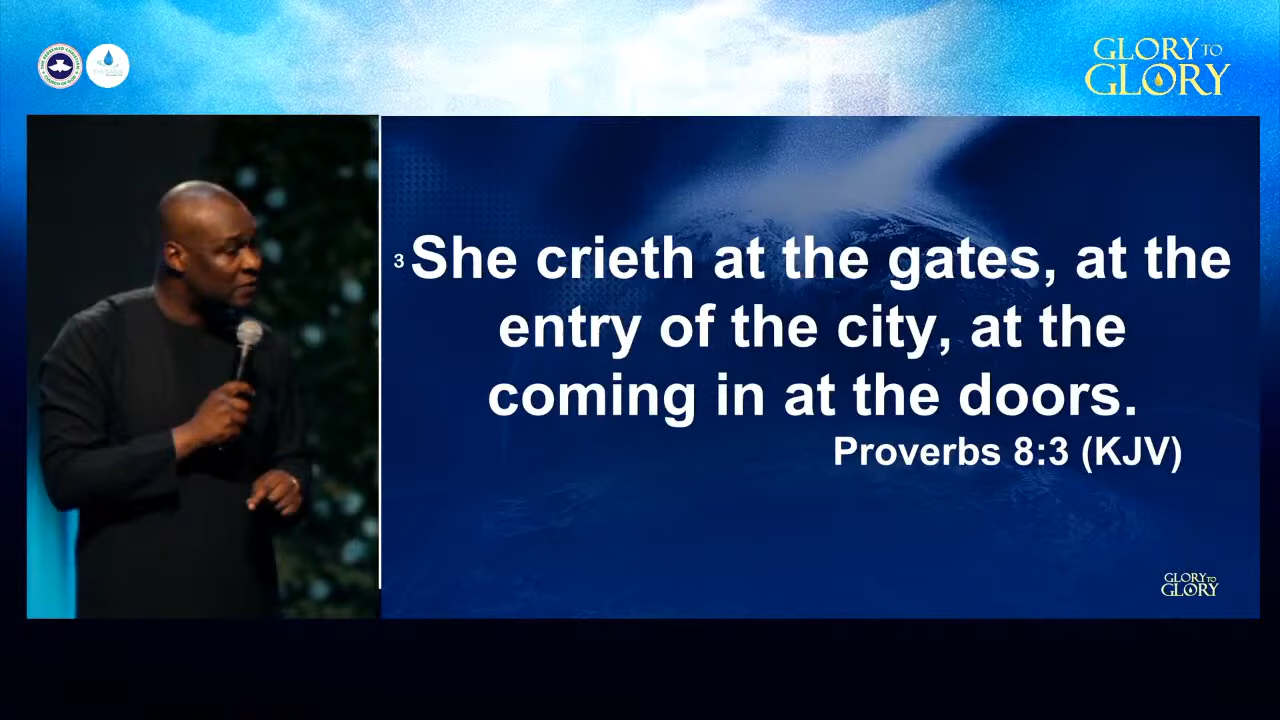 GLORY TO
GLORY
3 She crieth at the gates, at the
entry of the city, at the
coming in at the doors.
Proverbs 8:3 (KJV)
GLORY TO
GLORY